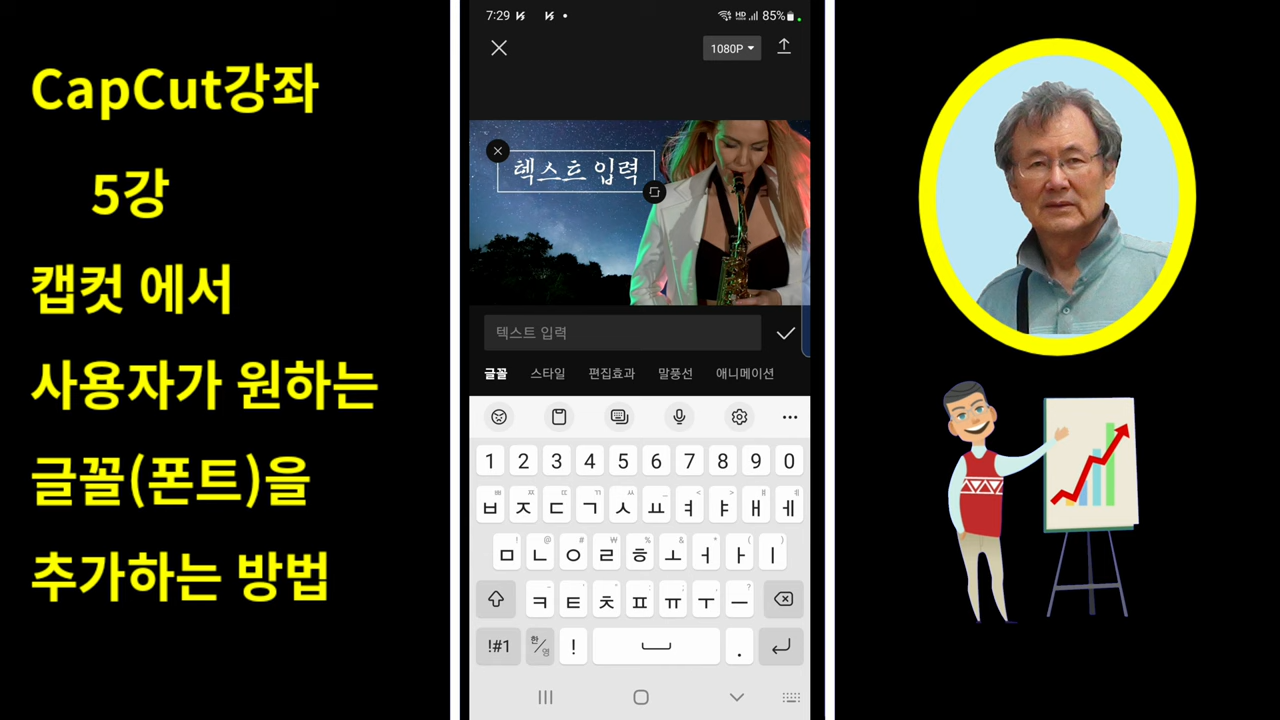 CapCut강좌
5강
캡컷 에서
사용자가 원하는
글꼴(폰트)을
추가하는 방법
7:29
HD
85%
1080P
텍스트 입력
텍스트 입력
글꼴 스타일 편집효과 말풍선 애니메이션
1 2 3 4 5 6 7 8 9 0
ㅃ ㅉ ㄸ ㄲ ㅆ _ < > ㅒ ㅖ
ㅂ ㅈ ㄷ ㄱ ㅅ ㅛ ㅕ ㅑ ㅐ ㅔ
! @ # ₩ % & * ( )
ㅁ ㄴ ㅇ ㄹ ㅎ ㅗ ㅓ ㅏ ㅣ
- ' " : ; , ?
ㅋ ㅌ ㅊ ㅍ ㅠ ㅜ ㅡ
!#1 한/영 ! .